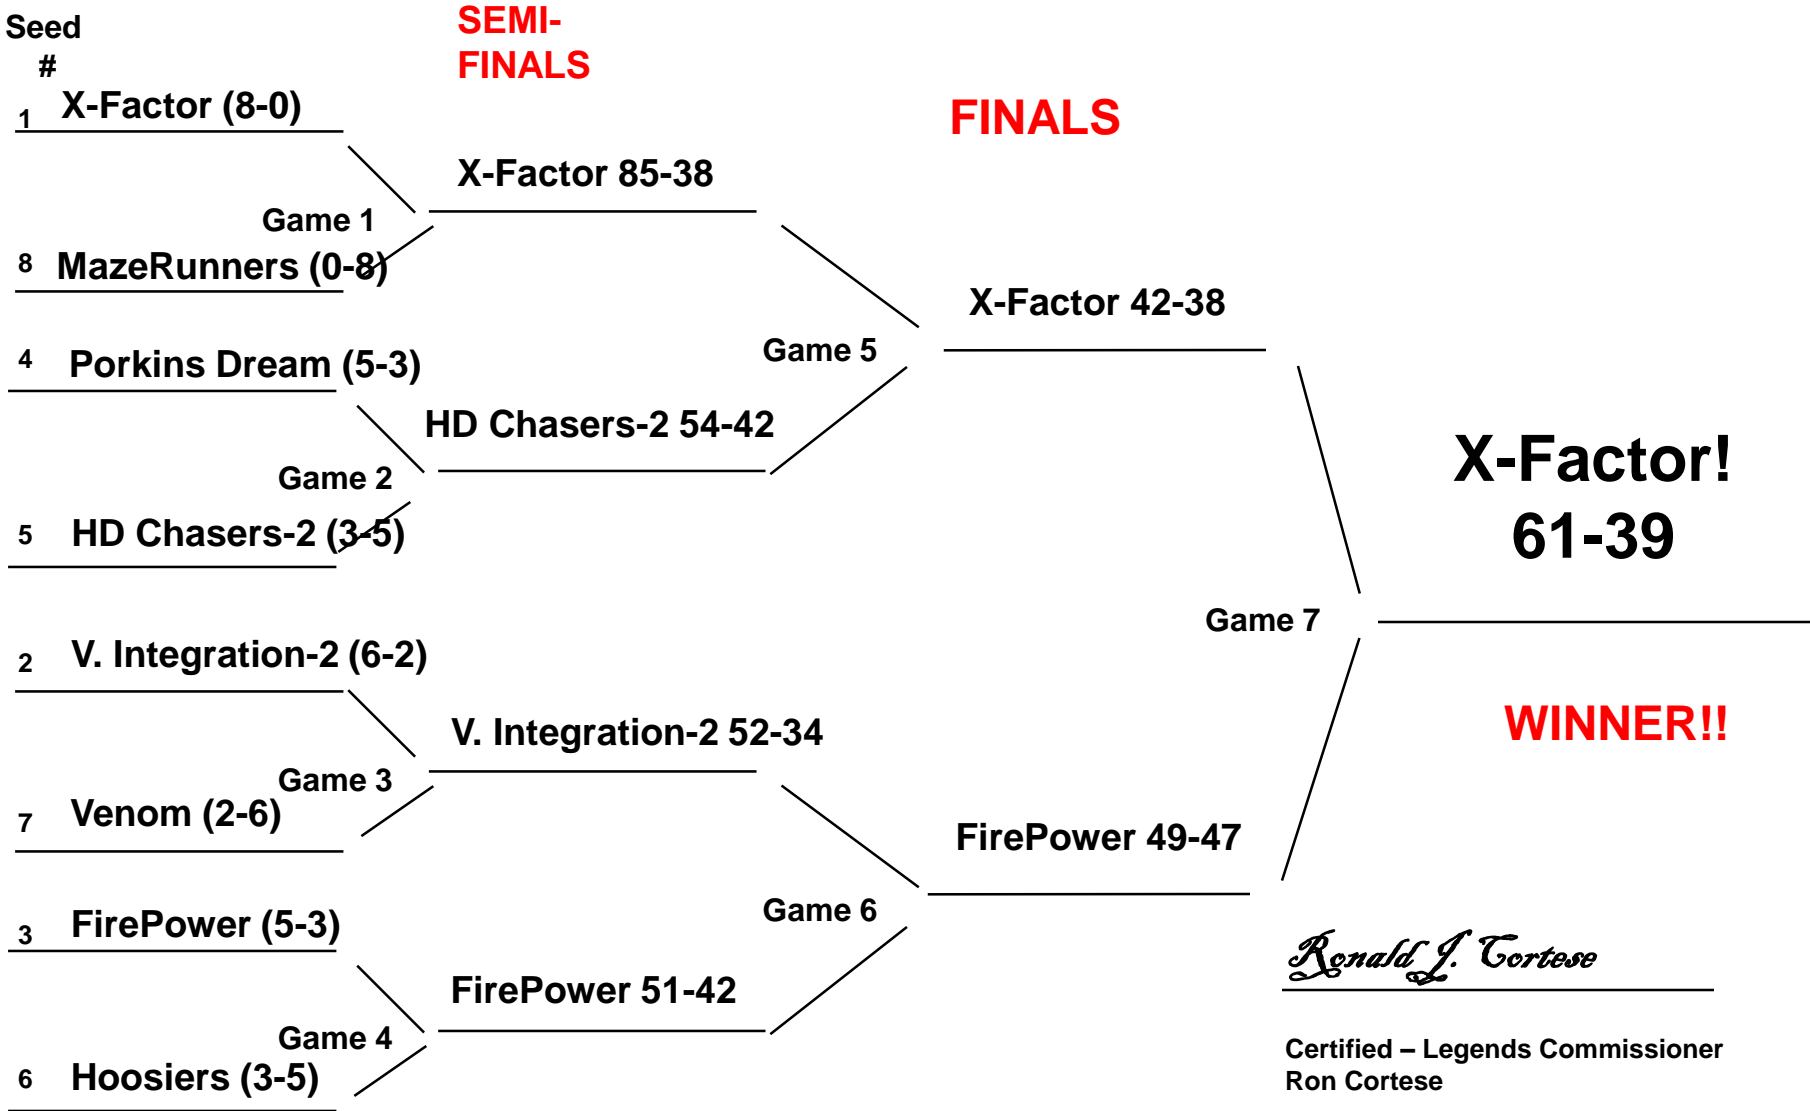 Seed
#
SEMI-
FINALS
FINALS
1 X-Factor (8-0)
X-Factor 85-38
Game 1
8 MazeRunners (0-8)
X-Factor 42-38
Game 5
4 Porkins Dream (5-3)
HD Chasers-2 54-42
Game 2
5 HD Chasers-2 (3-5)
X-Factor!
61-39
Game 7
WINNER!!
2 V. Integration-2 (6-2)
V. Integration-2 52-34
Game 3
7 Venom (2-6)
FirePower 49-47
Game 6
3 FirePower (5-3)
FirePower 51-42
Game 4
6 Hoosiers (3-5)
Ronald J. Cortese
Certified – Legends Commissioner
Ron Cortese